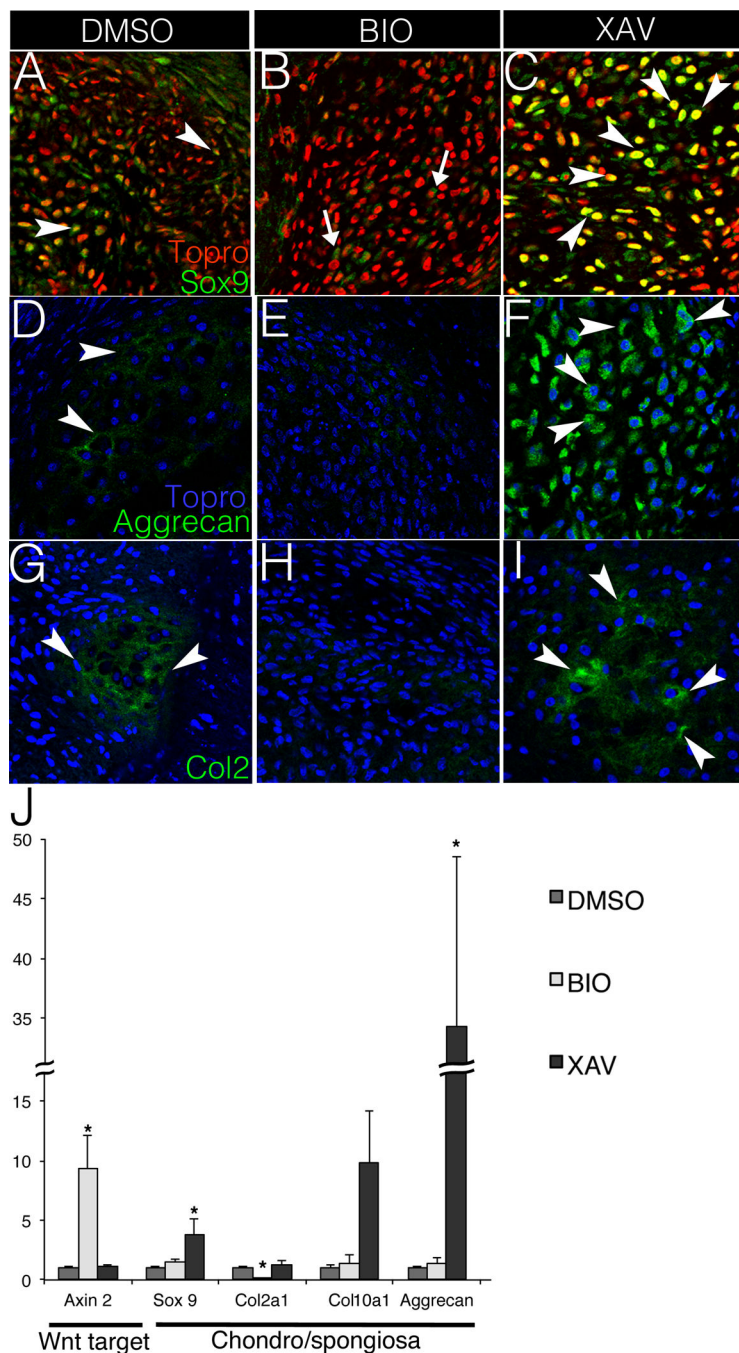 DMSO BIO XAV
A B C
Topro
Sox9
D E F
Topro
Aggrecan
G H I
Col2
J
50
45
40
35
15
10
5
0
*
*
*
*
DMSO
BIO
XAV
Axin 2 Sox 9 Col2a1 Col10a1 Aggrecan
Wnt target Chondro/spongiosa